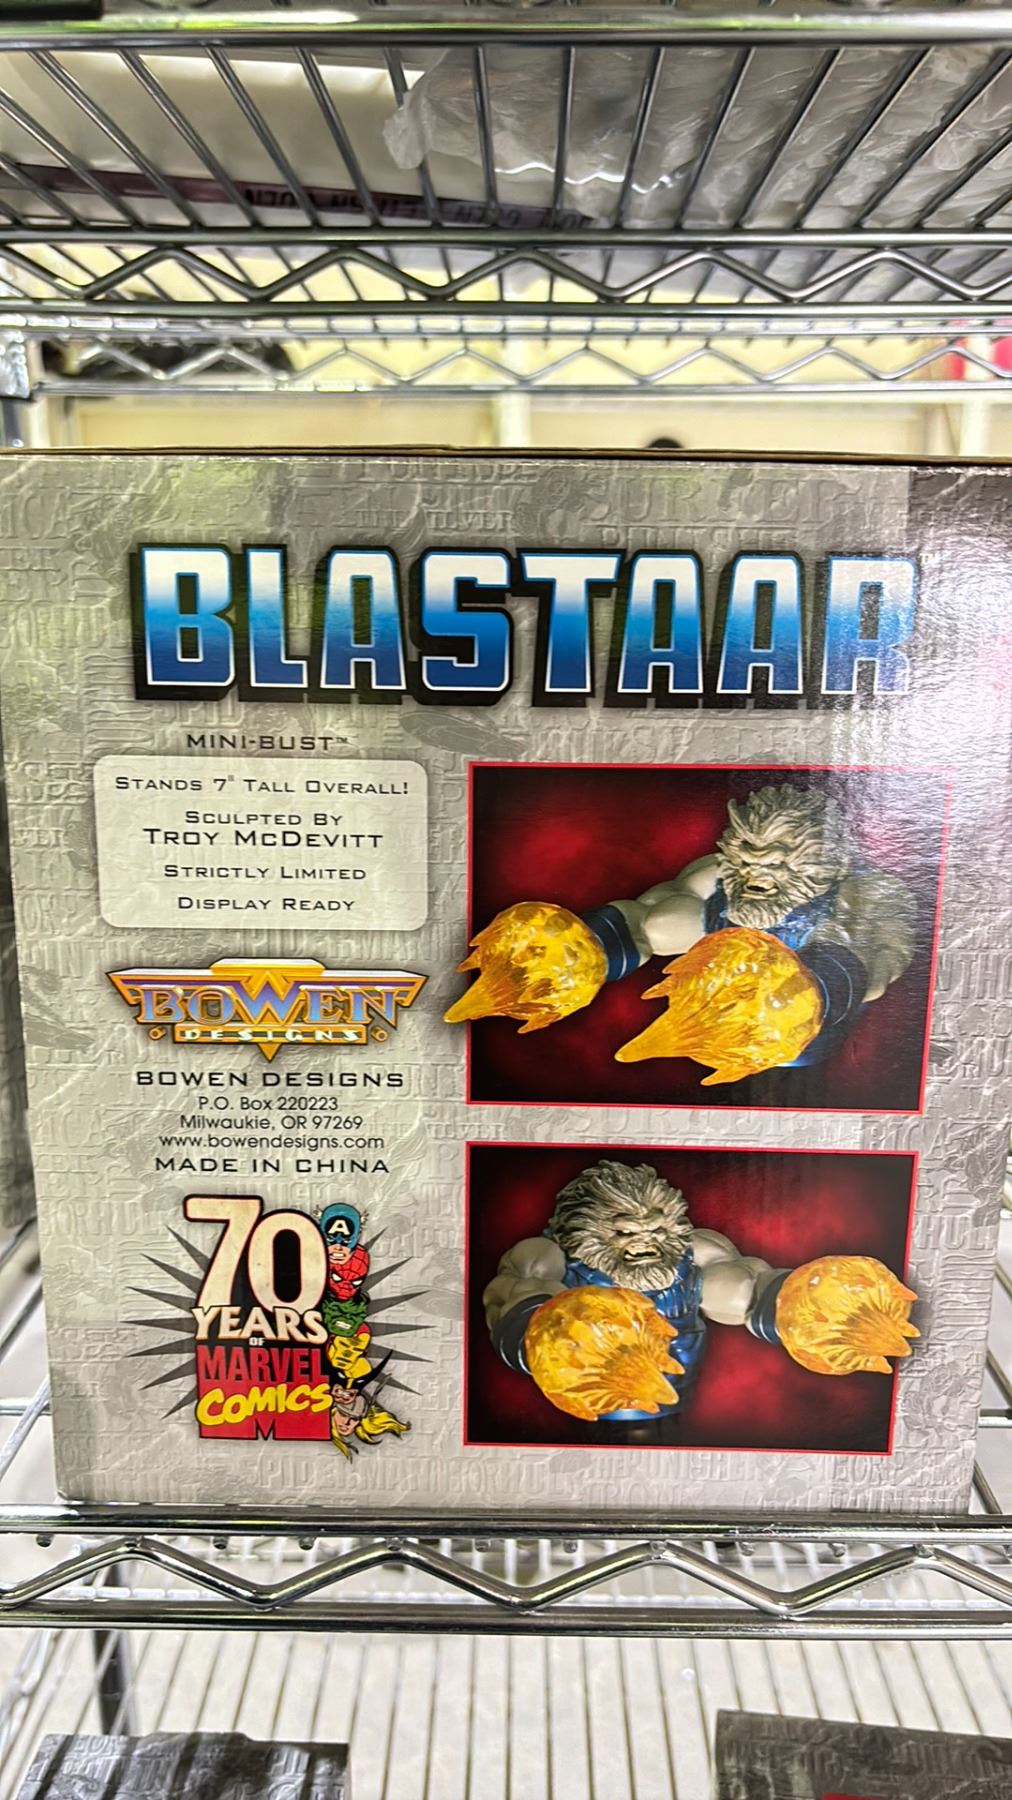 BLASTAAR™
MINI-BUST™
STANDS 7" TALL OVERALL!
SCULPTED BY
TROY MCDEVITT
STRICTLY LIMITED
DISPLAY READY
BOWEN
DESIGNS
BOWEN DESIGNS
P.O. Box 220223
Milwaukie, OR 97269
www.bowendesigns.com
MADE IN CHINA
70
YEARS
OF
MARVEL
COMICS
M
A